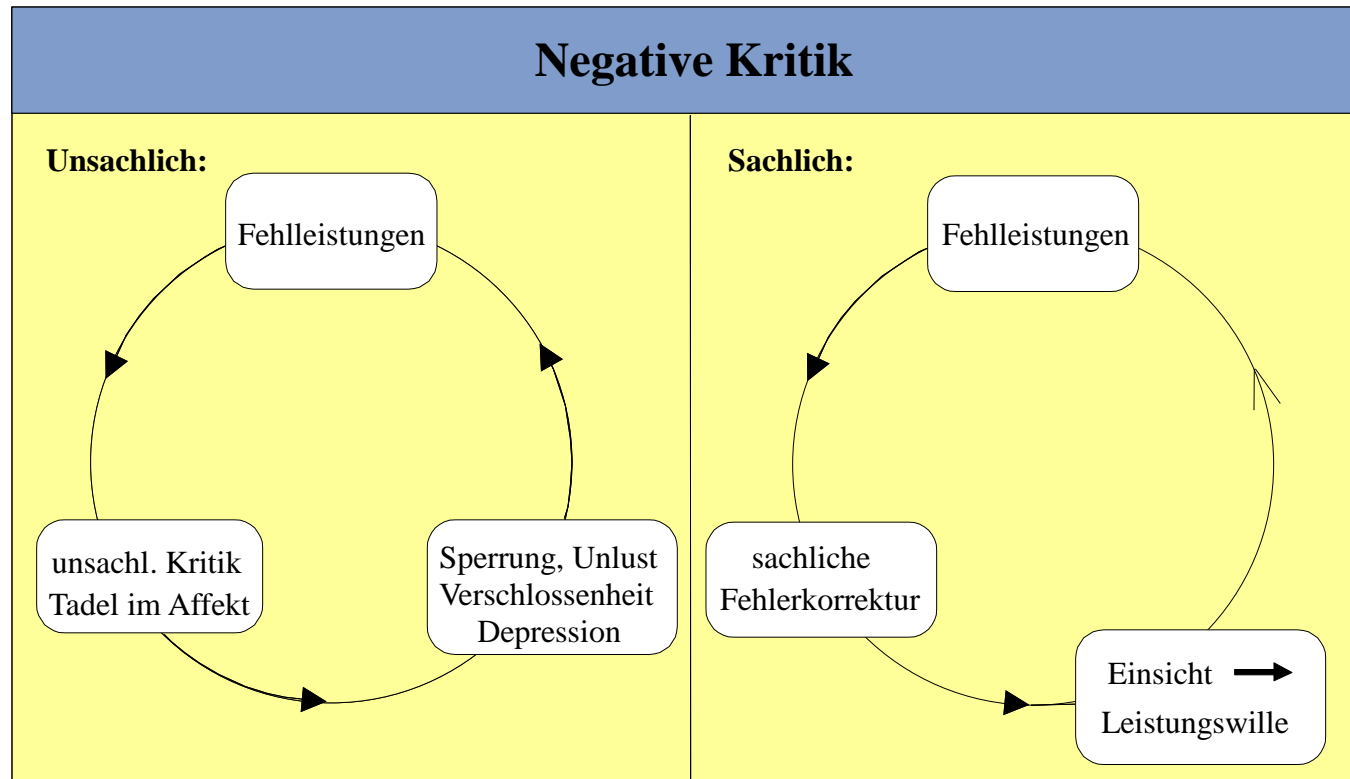 Negative Kritik
Unsachlich:
Fehlleistungen
unsachl. Kritik
Tadel im Affekt
Sperrung, Unlust
Verschlossenheit
Depression
Sachlich:
Fehlleistungen
sachliche
Fehlerkorrektur
Einsicht
Leistungswille